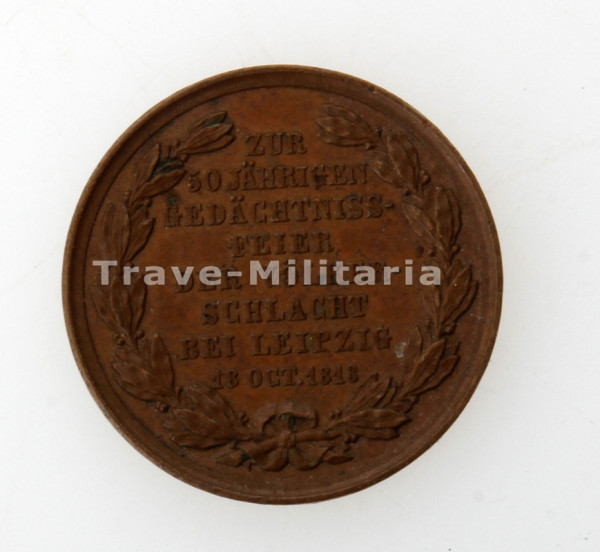 ZUR
50 JÄHRIGEN
GEDÄCHTNISS-
FEIER
Trave-Militaria
DER
SCHLACHT
BEI LEIPZIG
18 OCT. 1813